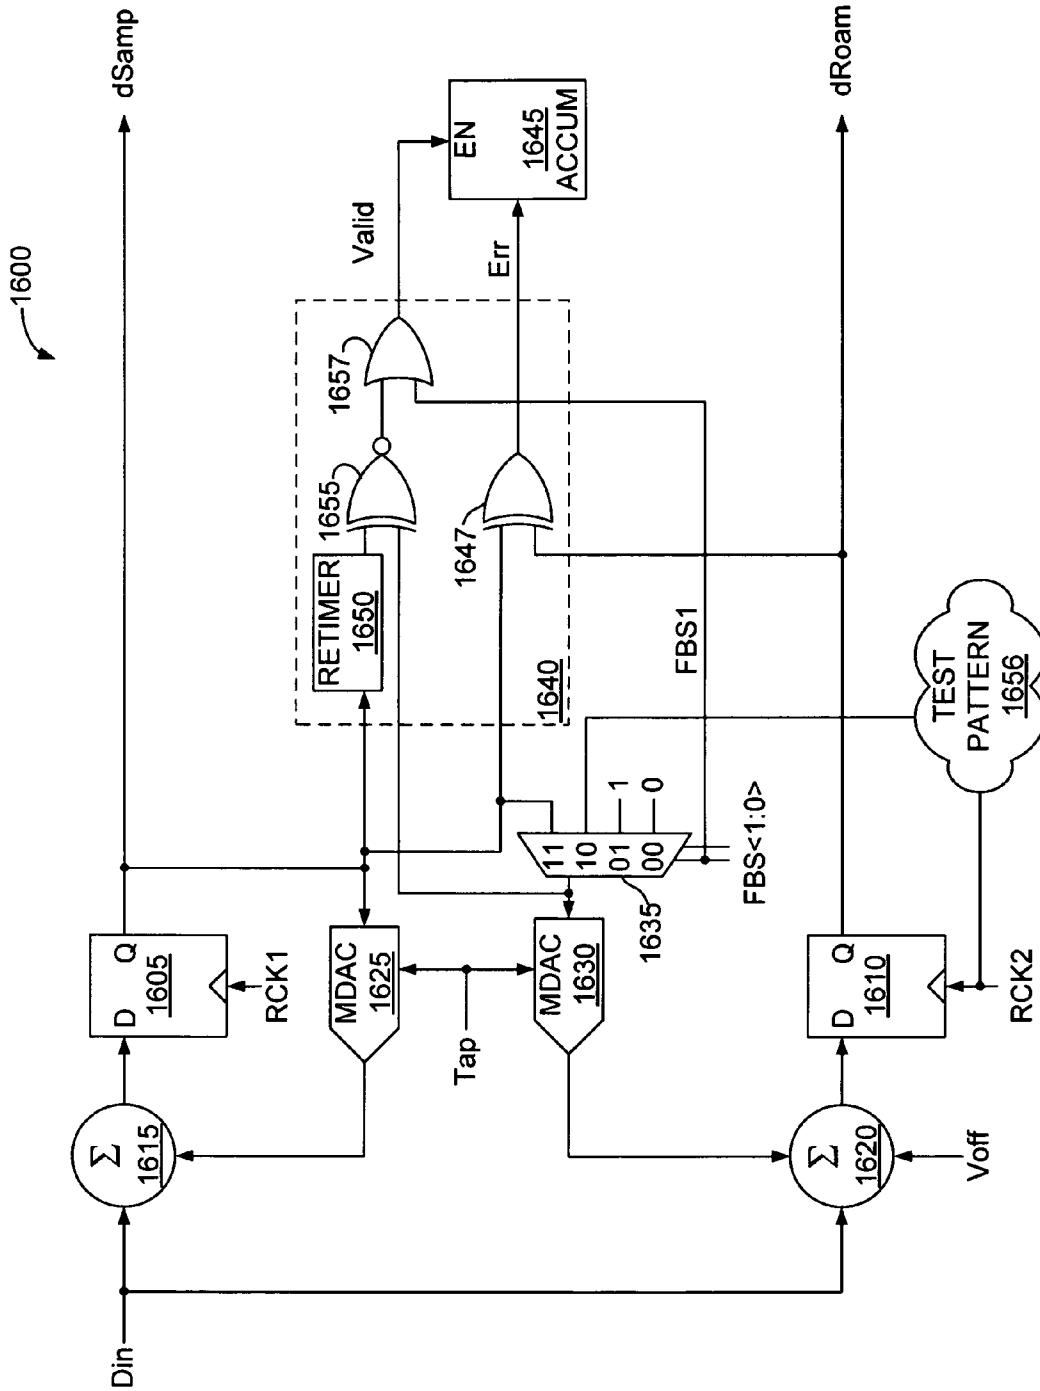 1600
Din
Σ
1615
D
Q
1605
RCK1
dSamp
MDAC
1625
Tap
MDAC
1630
RETIMER
1650
1655
1657
1647
1640
Valid
Err
EN
1645
ACCUM
11
10
01
00
1
0
1635
FBS<1:0>
FBS1
Σ
1620
Voff
D
Q
1610
RCK2
TEST
PATTERN
1656
dRoam